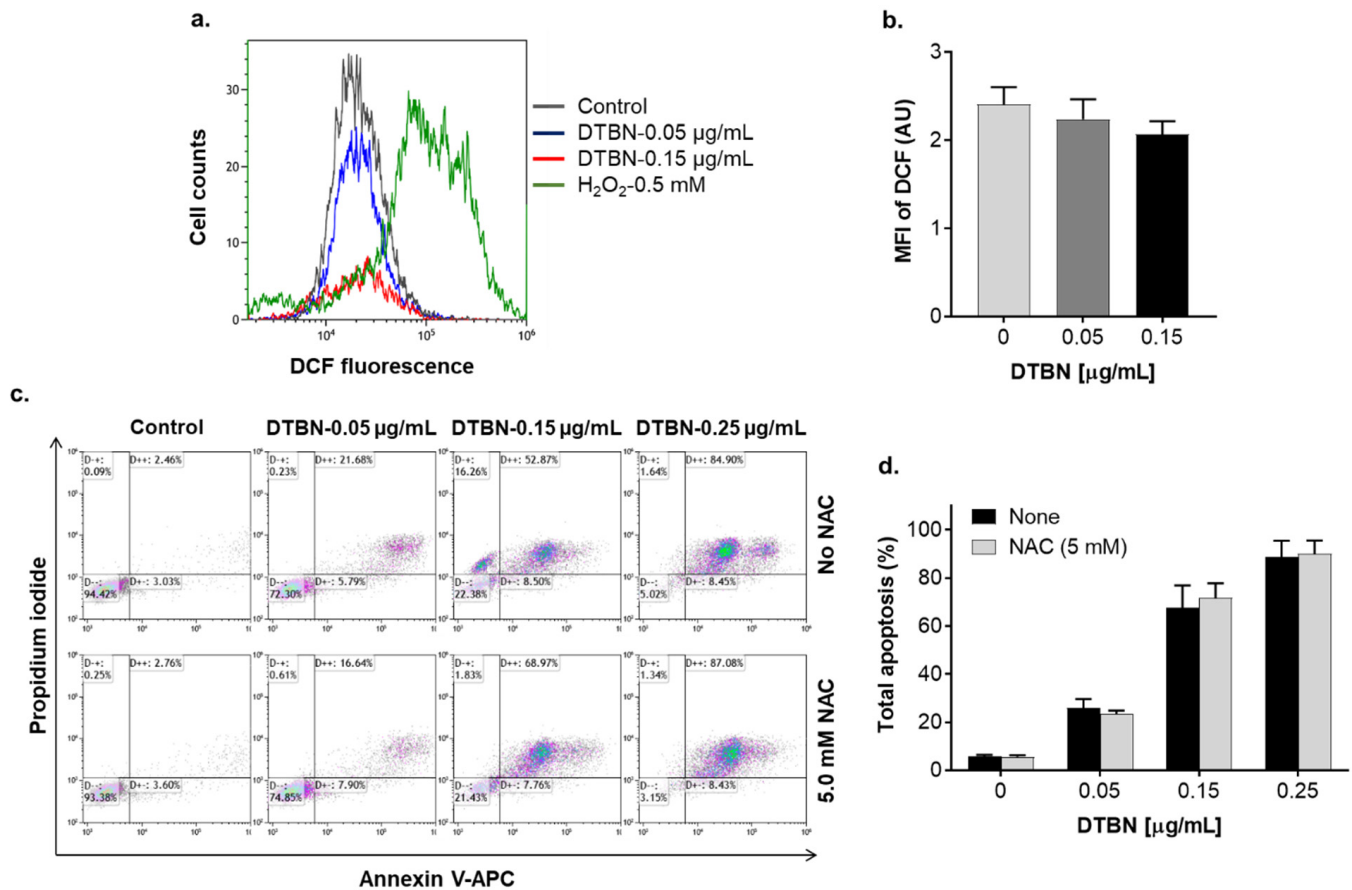 a.
Cell counts
30
20
10
0
10⁴
10⁵
10⁶
DCF fluorescence
Control
DTBN-0.05 µg/mL
DTBN-0.15 µg/mL
H₂O₂-0.5 mM
b.
MFI of DCF (AU)
3
2
1
0
0 0.05 0.15
DTBN [µg/mL]
c.
Control DTBN-0.05 µg/mL DTBN-0.15 µg/mL DTBN-0.25 µg/mL
Propidium iodide
D-+: 0.09% D++: 2.46%
D--: 94.42% D+-: 3.03%
D-+: 0.23% D++: 21.68%
D--: 72.30% D+-: 5.79%
D-+: 16.26% D++: 52.87%
D--: 22.38% D+-: 8.50%
D-+: 1.64% D++: 84.90%
D--: 5.02% D+-: 8.45%
No NAC
D-+: 0.25% D++: 2.76%
D--: 93.38% D+-: 3.60%
D-+: 0.61% D++: 16.64%
D--: 74.85% D+-: 7.90%
D-+: 1.83% D++: 68.97%
D--: 21.43% D+-: 7.76%
D-+: 1.34% D++: 87.08%
D--: 3.15% D+-: 8.43%
5.0 mM NAC
Annexin V-APC
d.
Total apoptosis (%)
100
80
60
40
20
0
None
NAC (5 mM)
0 0.05 0.15 0.25
DTBN [µg/mL]